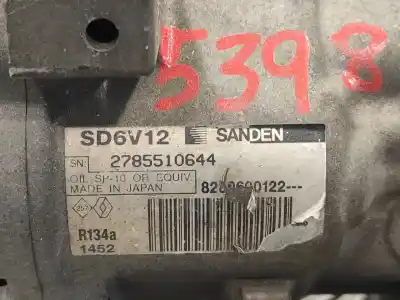 5398
SD6V12 SANDEN
SN: 2785510644
OIL SP-10 OR EQUIV.
MADE IN JAPAN
R134a
1452